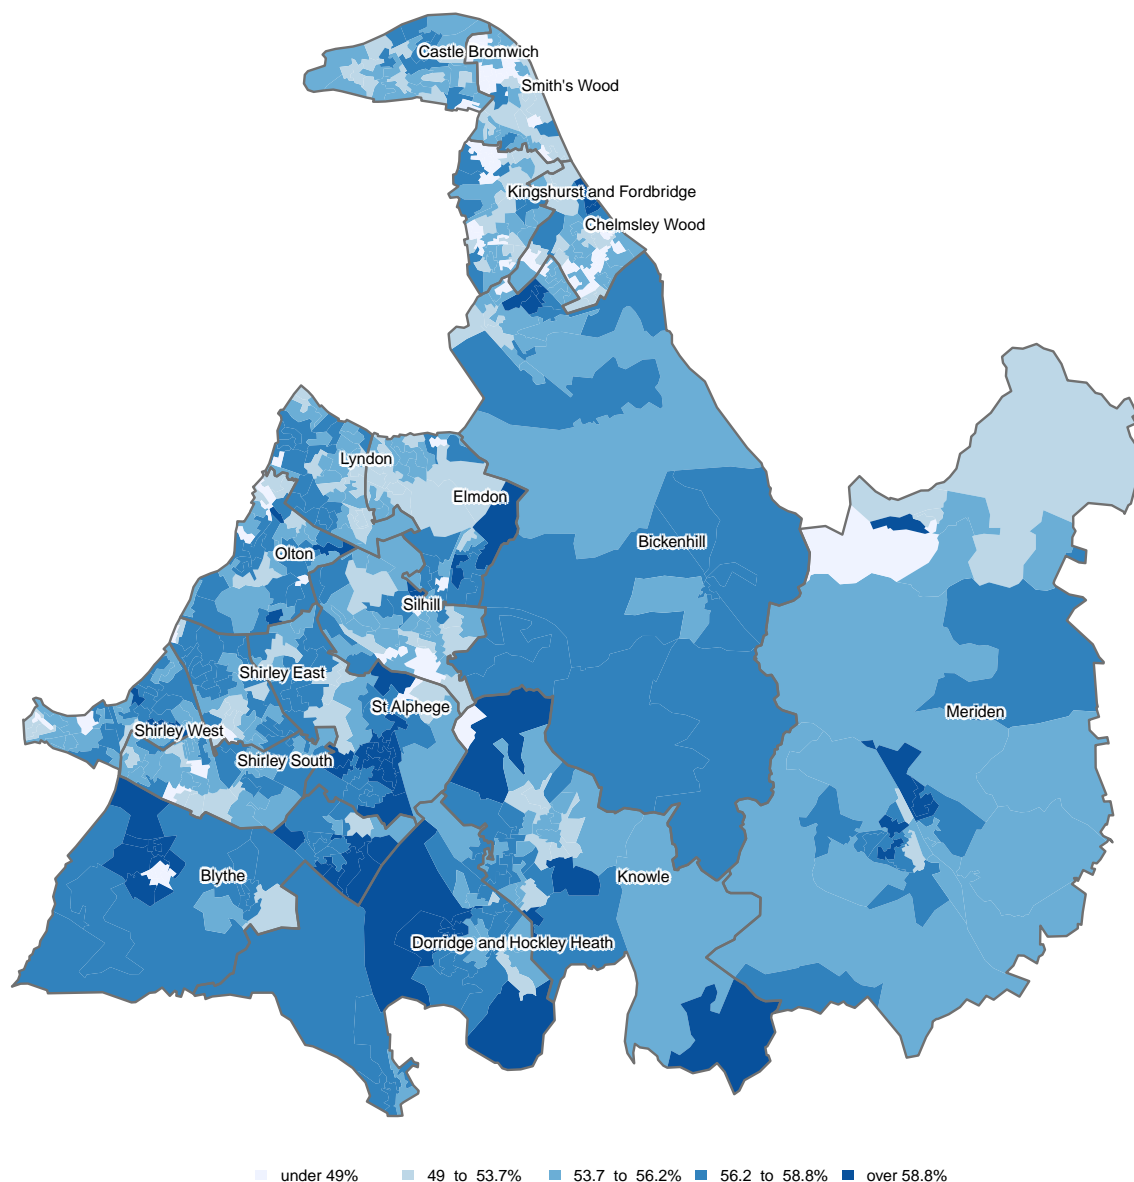 Castle Bromwich
Smith's Wood
Kingshurst and Fordbridge
Chelmsley Wood
Lyndon
Elmdon
Bickenhill
Olton
Silhill
Shirley East
St Alphege
Meriden
Shirley West
Shirley South
Blythe
Knowle
Dorridge and Hockley Heath
under 49% 49 to 53.7% 53.7 to 56.2% 56.2 to 58.8% over 58.8%